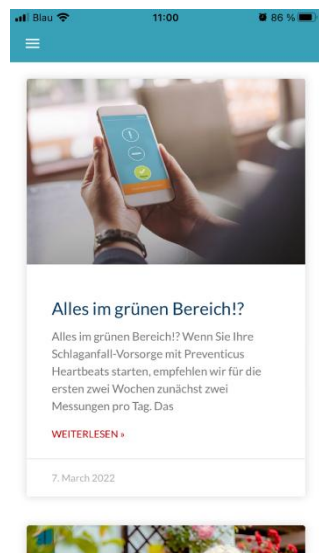 Blau
11:00
86 %
Alles im grünen Bereich!?
Alles im grünen Bereich!? Wenn Sie Ihre
Schlaganfall-Vorsorge mit Preventicus
Heartbeats starten, empfehlen wir für die
ersten zwei Wochen zunächst zwei
Messungen pro Tag. Das
WEITERLESEN »
7. March 2022